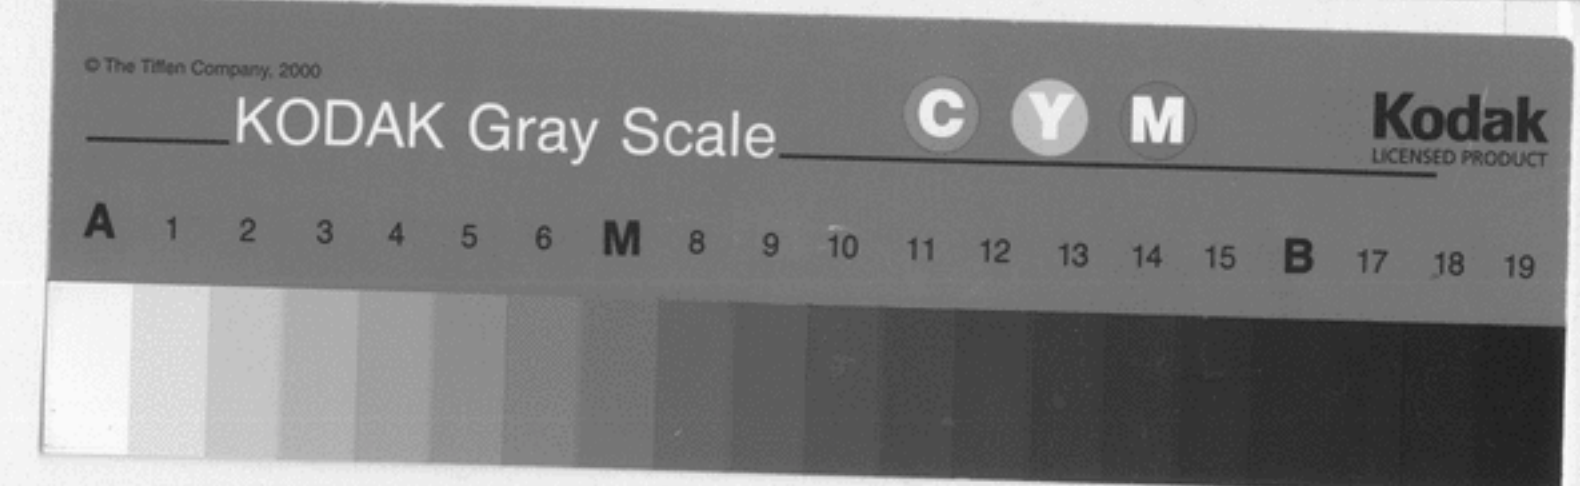 © The Tiffen Company, 2000
KODAK Gray Scale
C Y M
Kodak
LICENSED PRODUCT
A 1 2 3 4 5 6 M 8 9 10 11 12 13 14 15 B 17 18 19